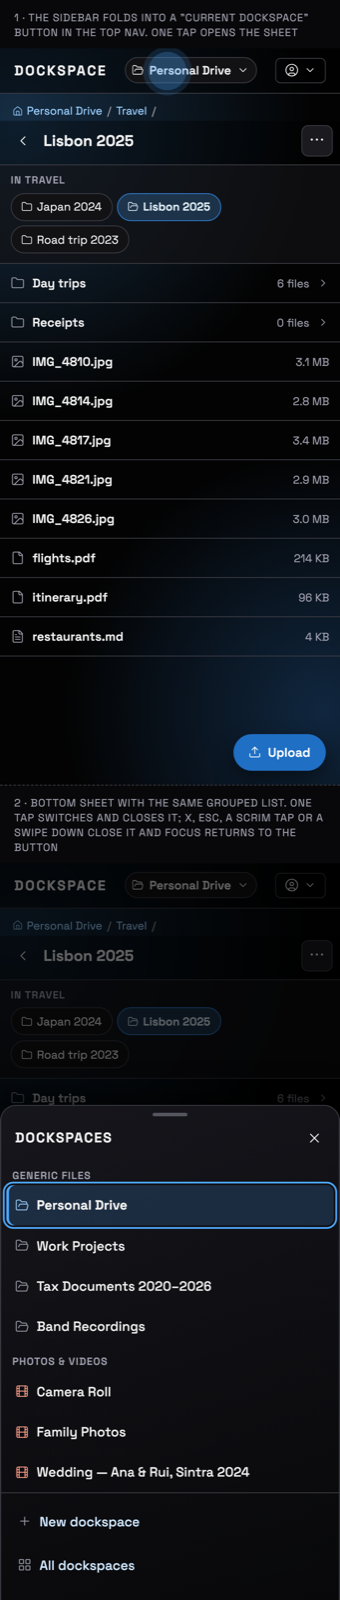 1 · THE SIDEBAR FOLDS INTO A "CURRENT DOCKSPACE"
BUTTON IN THE TOP NAV. ONE TAP OPENS THE SHEET
DOCKSPACE Personal Drive
Personal Drive / Travel /
Lisbon 2025
IN TRAVEL
Japan 2024 Lisbon 2025
Road trip 2023
Day trips 6 files
Receipts 0 files
IMG_4810.jpg 3.1 MB
IMG_4814.jpg 2.8 MB
IMG_4817.jpg 3.4 MB
IMG_4821.jpg 2.9 MB
IMG_4826.jpg 3.0 MB
flights.pdf 214 KB
itinerary.pdf 96 KB
restaurants.md 4 KB
Upload
2 · BOTTOM SHEET WITH THE SAME GROUPED LIST. ONE
TAP SWITCHES AND CLOSES IT; X, ESC, A SCRIM TAP OR A
SWIPE DOWN CLOSE IT AND FOCUS RETURNS TO THE
BUTTON
DOCKSPACE Personal Drive
Personal Drive / Travel /
Lisbon 2025
IN TRAVEL
Japan 2024 Lisbon 2025
Road trip 2023
Day trips 6 files
DOCKSPACES
GENERIC FILES
Personal Drive
Work Projects
Tax Documents 2020–2026
Band Recordings
PHOTOS & VIDEOS
Camera Roll
Family Photos
Wedding — Ana & Rui, Sintra 2024
New dockspace
All dockspaces